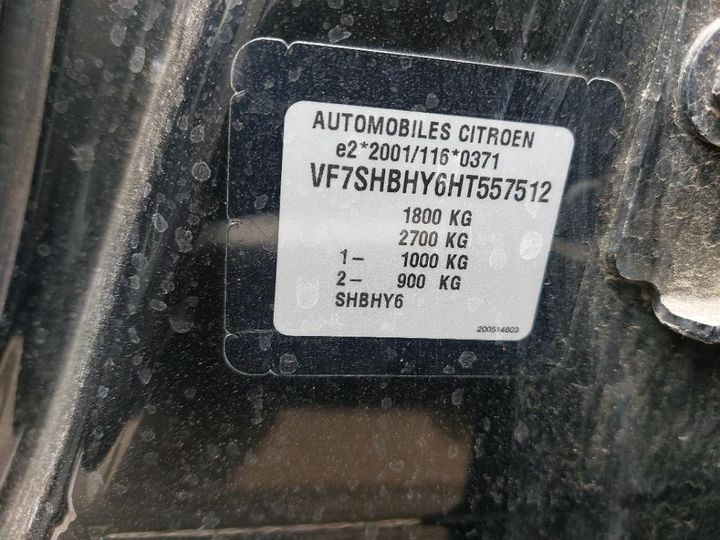 AUTOMOBILES CITROEN
e2*2001/116*0371
VF7SHBHY6HT557512
1800 KG
2700 KG
1- 1000 KG
2- 900 KG
SHBHY6
200514803